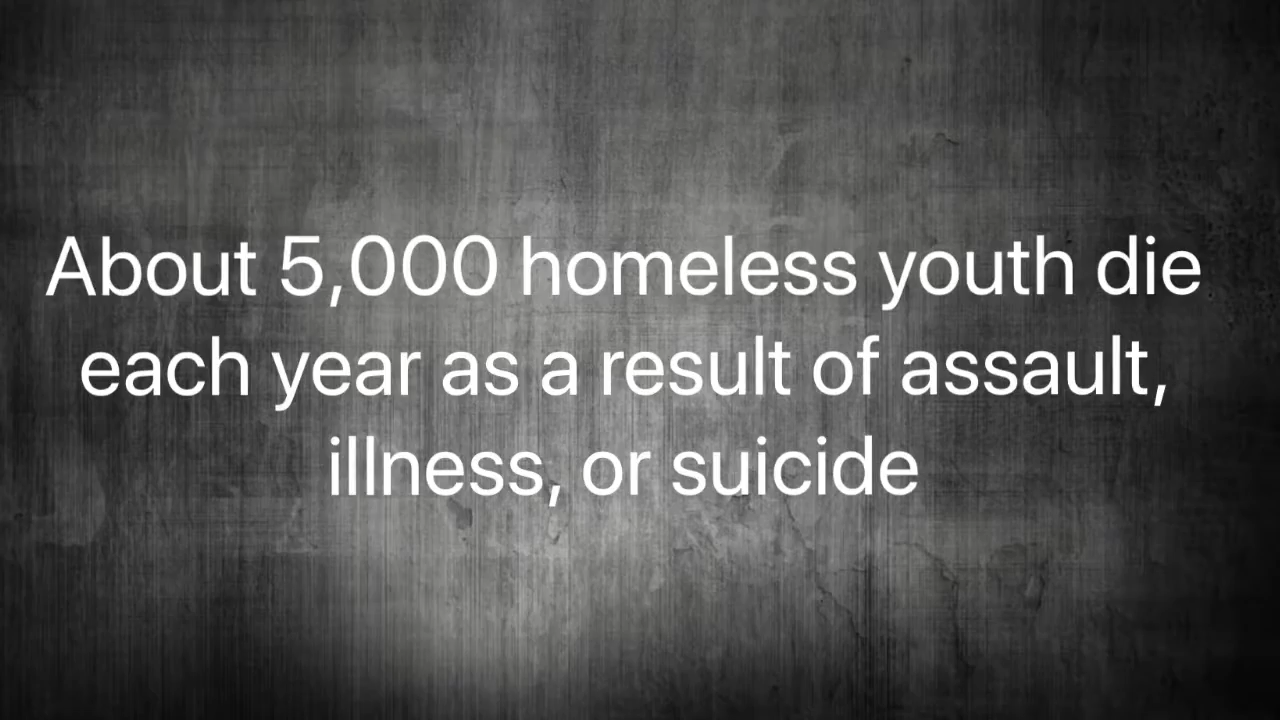 About 5,000 homeless youth die
each year as a result of assault,
illness, or suicide